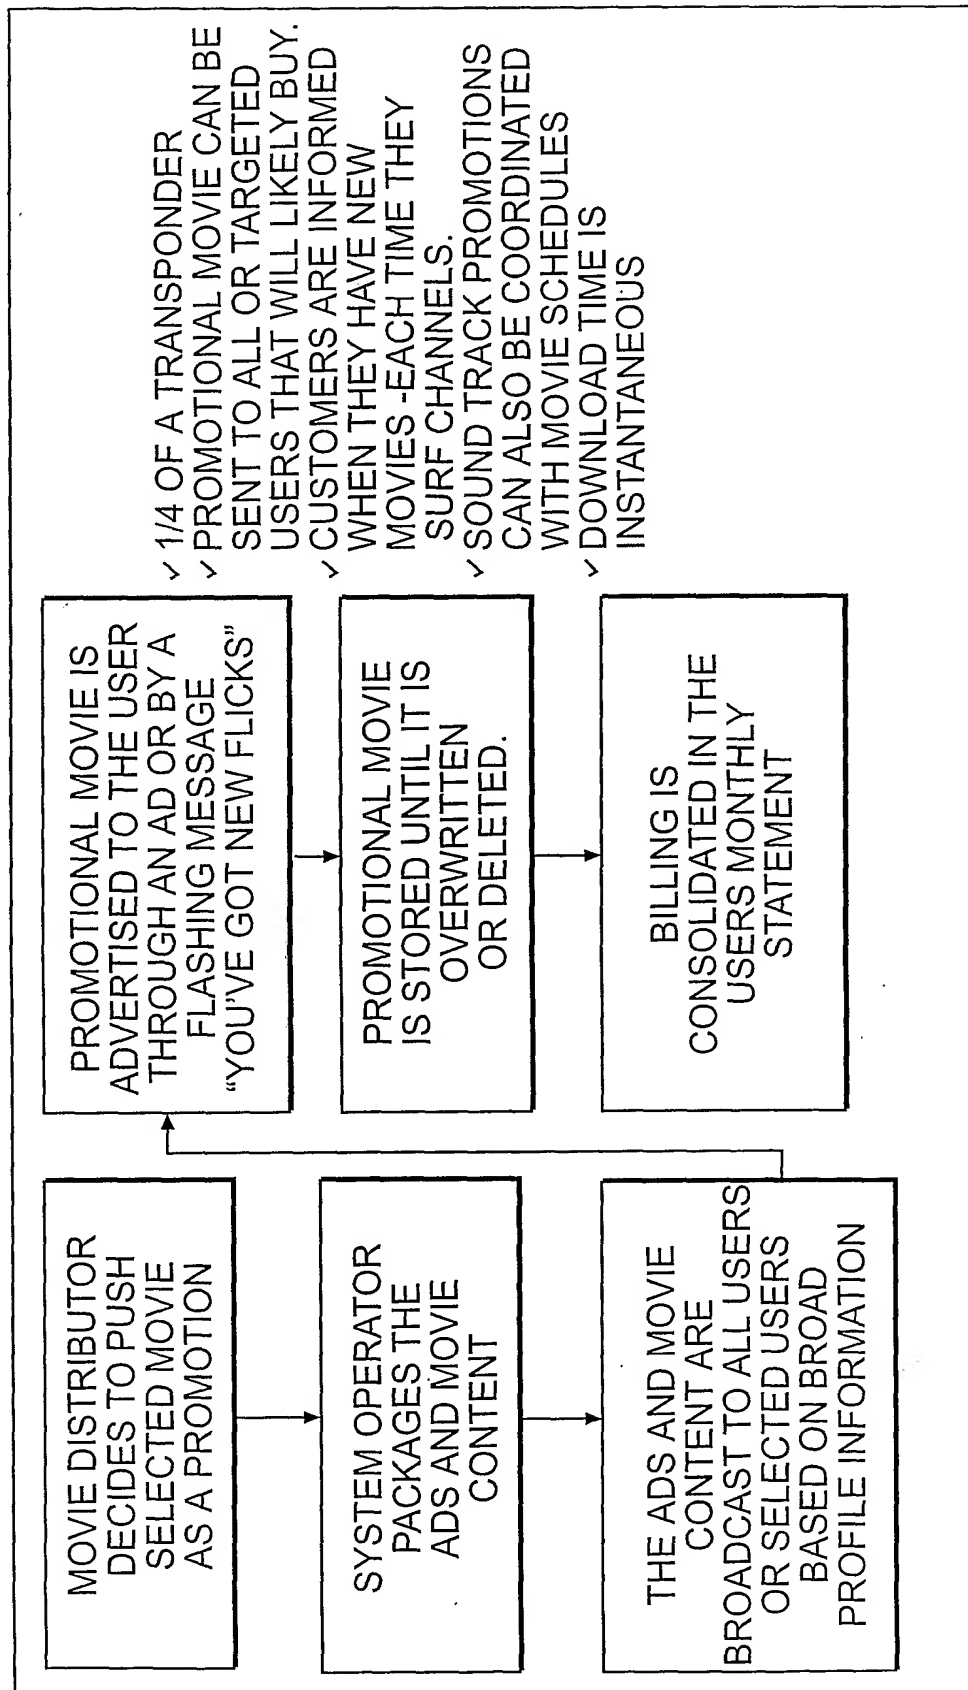 MOVIE DISTRIBUTOR
DECIDES TO PUSH
SELECTED MOVIE
AS A PROMOTION
SYSTEM OPERATOR
PACKAGES THE
ADS AND MOVIE
CONTENT
THE ADS AND MOVIE
CONTENT ARE
BROADCAST TO ALL USERS
OR SELECTED USERS
BASED ON BROAD
PROFILE INFORMATION
PROMOTIONAL MOVIE IS
ADVERTISED TO THE USER
THROUGH AN AD OR BY A
FLASHING MESSAGE
“YOU'VE GOT NEW FLICKS”
PROMOTIONAL MOVIE
IS STORED UNTIL IT IS
OVERWRITTEN
OR DELETED.
BILLING IS
CONSOLIDATED IN THE
USERS MONTHLY
STATEMENT
✓ 1/4 OF A TRANSPONDER
✓ PROMOTIONAL MOVIE CAN BE
SENT TO ALL OR TARGETED
USERS THAT WILL LIKELY BUY.
✓ CUSTOMERS ARE INFORMED
WHEN THEY HAVE NEW
MOVIES -EACH TIME THEY
SURF CHANNELS.
✓ SOUND TRACK PROMOTIONS
CAN ALSO BE COORDINATED
WITH MOVIE SCHEDULES
✓ DOWNLOAD TIME IS
INSTANTANEOUS